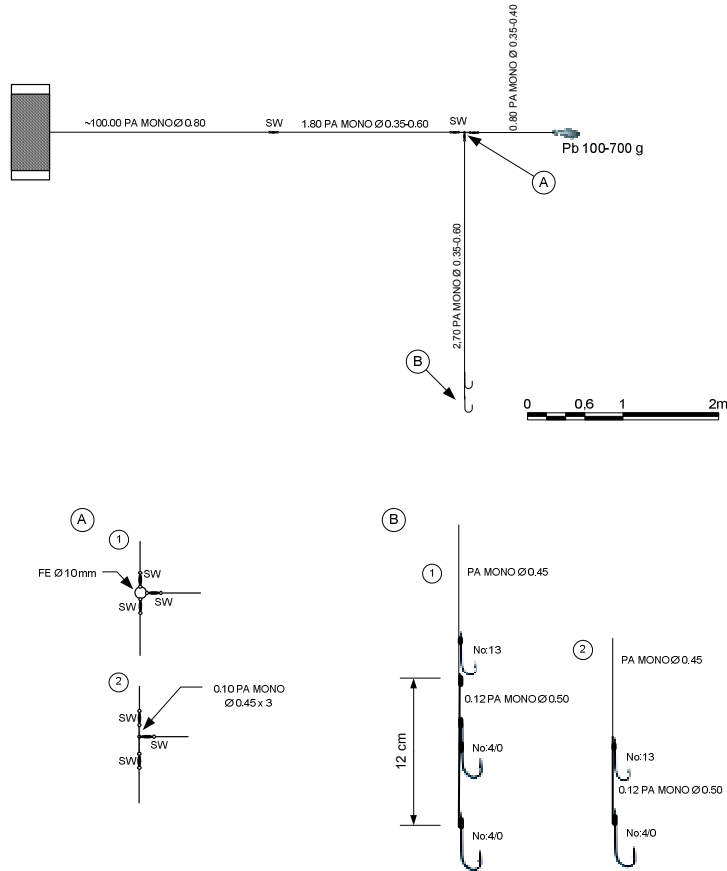 0.80 PA MONO Ø 0.35-0.40
~100.00 PA MONO Ø 0.80
SW
1.80 PA MONO Ø 0.35-0.60
SW
Pb 100-700 g
A
2,70 PA MONO Ø 0.35-0.60
B
0 0,6 1 2m
A
1
FE Ø 10mm
SW
SW
SW
2
0.10 PA MONO
Ø 0.45 x 3
SW
SW
SW
B
1
PA MONO Ø 0.45
No:13
0.12 PA MONO Ø 0.50
12 cm
No:4/0
No:4/0
2
PA MONO Ø 0.45
No:13
0.12 PA MONO Ø 0.50
No:4/0